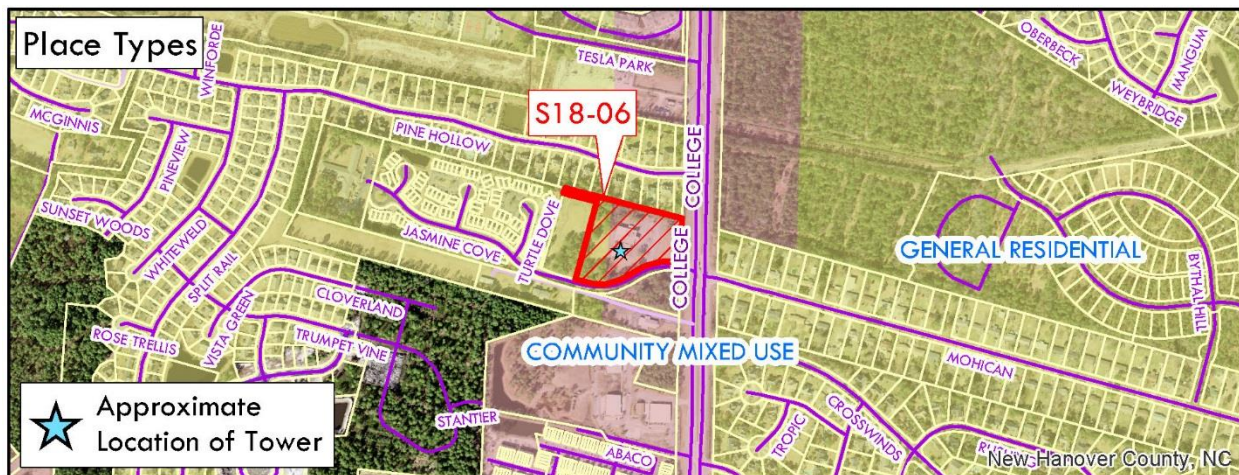 Place Types
WINFORDE
TESLA PARK
OBERBECK
MANGUM
WEYBRIDGE
MCGINNIS
S18-06
PINE HOLLOW
COLLEGE
PINEVIEW
SUNSET WOODS
WHITEWELD
SPLIT RAIL
JASMINE COVE
TURTLE DOVE
COLLEGE
GENERAL RESIDENTIAL
BYTHAL HILL
CLOVERLAND
VISTA GREEN
ROSE TRELLIS
TRUMPET VINE
COMMUNITY MIXED USE
MOHICAN
STANTIER
ABACO
TROPIC
CROSSWINDS
Approximate
Location of Tower
New Hanover County, NC